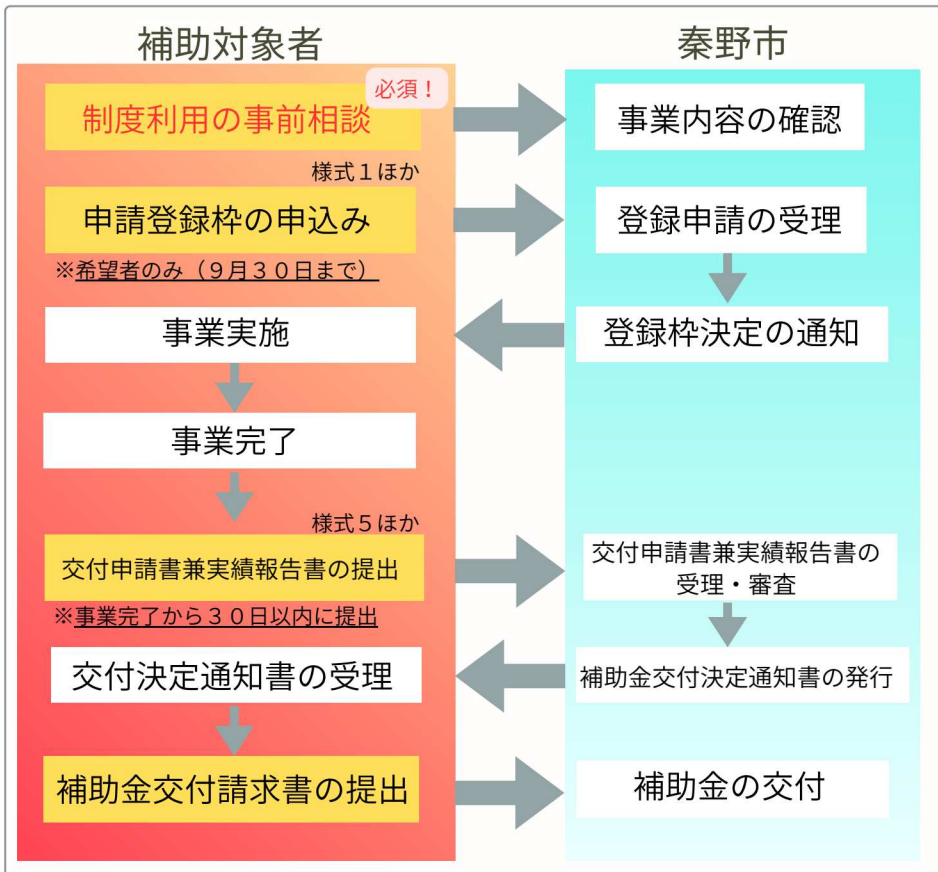 補助対象者
秦野市
必須！
制度利用の事前相談
事業内容の確認
様式１ほか
申請登録枠の申込み
登録申請の受理
※希望者のみ（９月３０日まで）
事業実施
登録枠決定の通知
事業完了
様式５ほか
交付申請書兼実績報告書の提出
交付申請書兼実績報告書の
受理・審査
※事業完了から３０日以内に提出
交付決定通知書の受理
補助金交付決定通知書の発行
補助金交付請求書の提出
補助金の交付